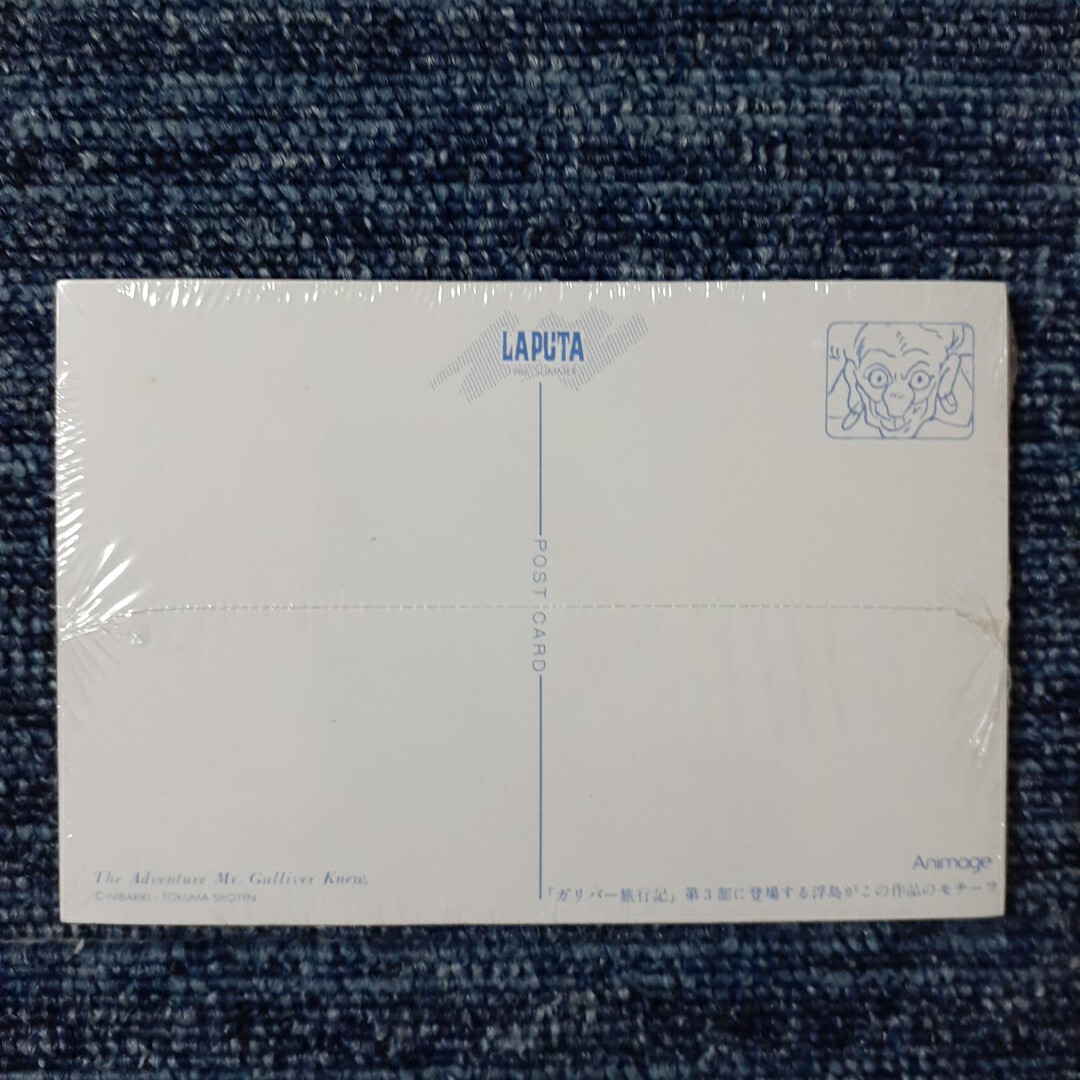 LAPUTA
1986 SUMMER
POST CARD
Animage
The Adventure Mr. Gulliver Knew.
©NIBARIKI・TOKUMA SHOTEN
「ガリバー旅行記」第3部に登場する浮島がこの作品のモチーフ